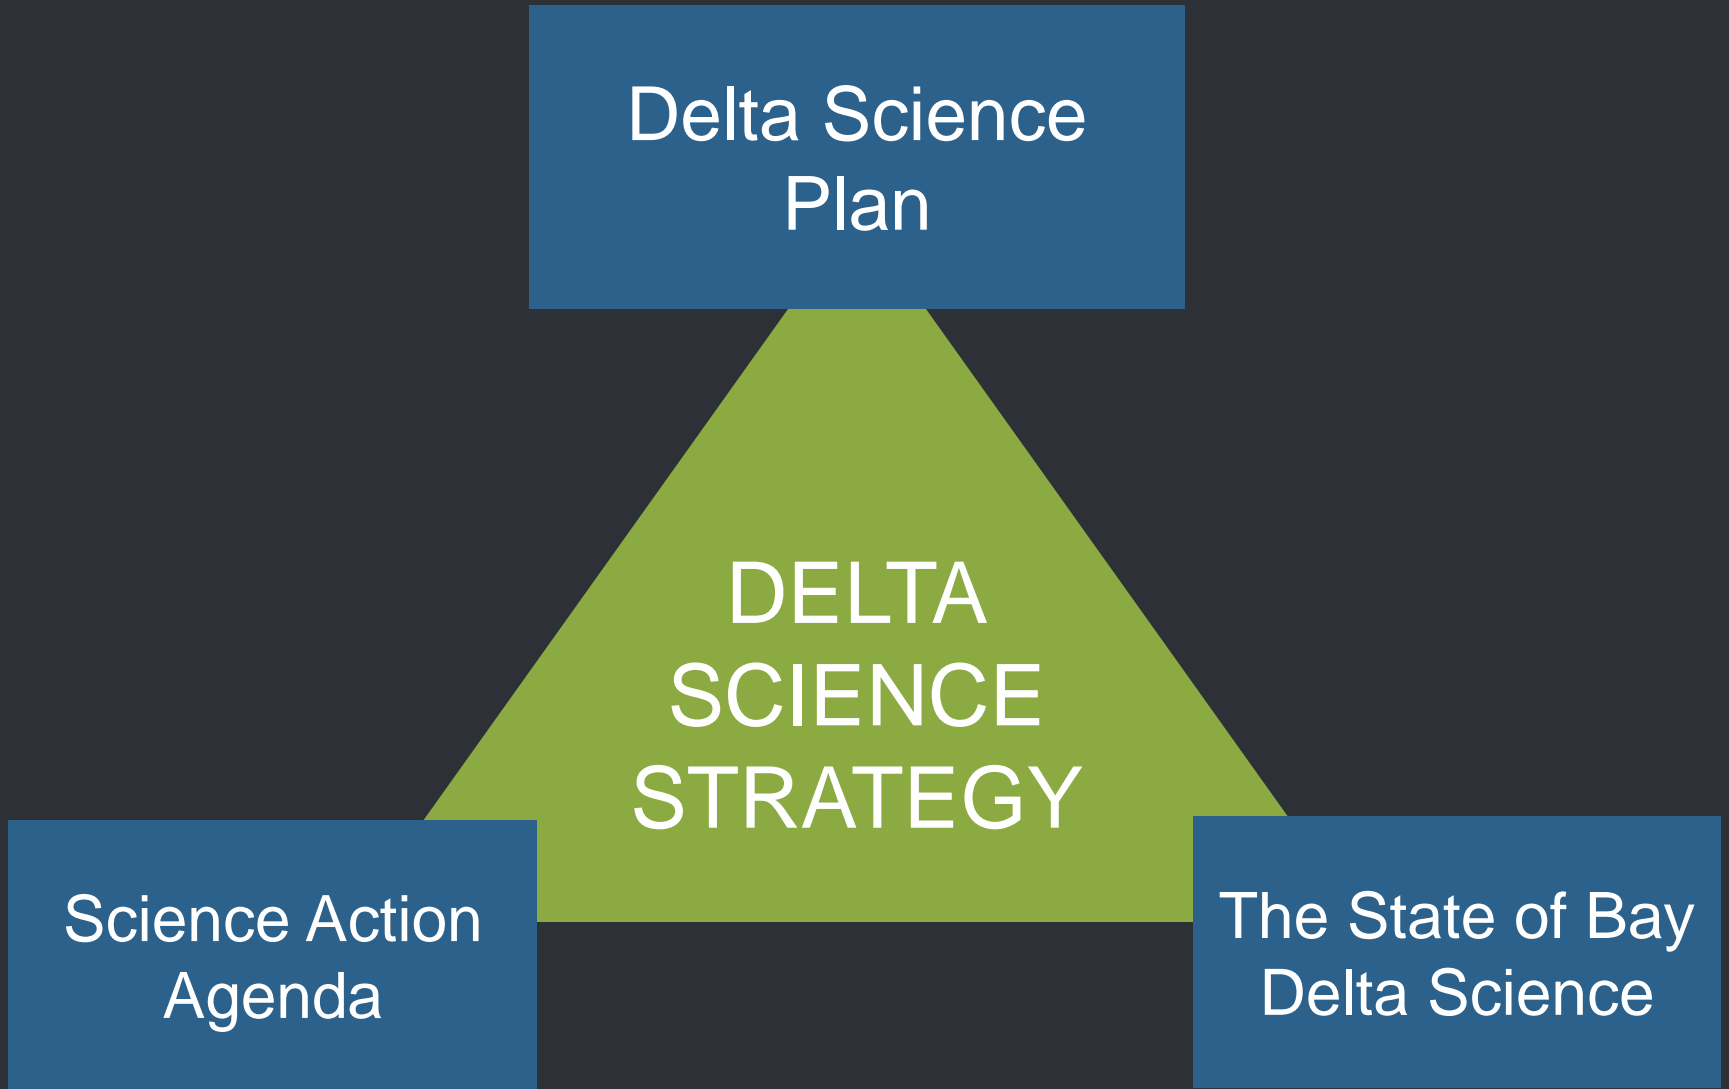 Delta Science
Plan
DELTA
SCIENCE
STRATEGY
Science Action
Agenda
The State of Bay
Delta Science